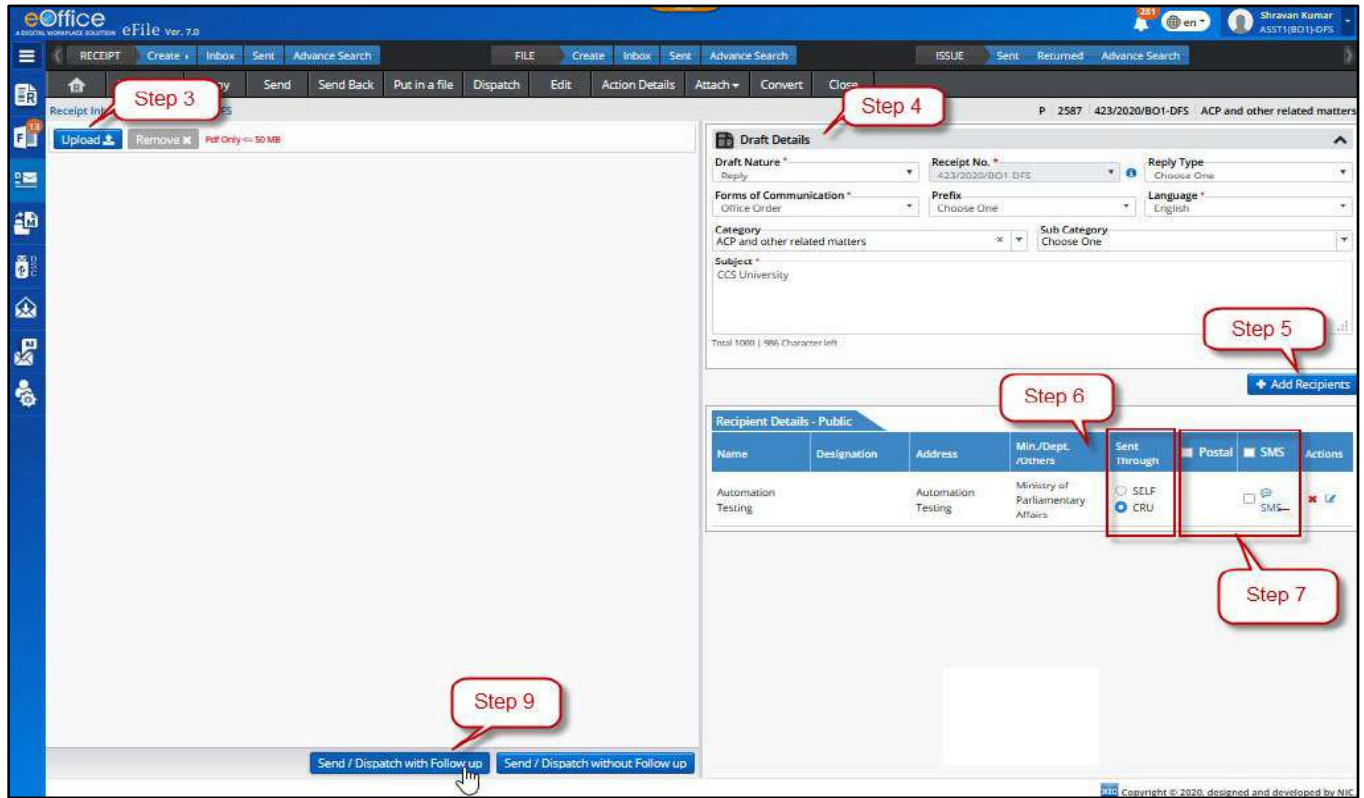 eOffice
A DIGITAL WORKPLACE SOLUTION eFile Ver. 7.0
281
en
Shravan Kumar
ASST1(BO1)-DFS
RECEIPT Create Inbox Sent Advance Search FILE Create Inbox Sent Advance Search ISSUE Sent Returned Advance Search
Send Send Back Put in a file Dispatch Edit Action Details Attach Convert Close
Step 3
Step 4
Receipt P 2587 423/2020/BO1-DFS ACP and other related matters
13
Upload Remove Pdf Only <= 50 MB
Draft Details
Draft Nature * Receipt No. * Reply Type
Reply 423/2020/BO1-DFS Choose One
Forms of Communication * Prefix Language *
Office Order Choose One English
Category Sub Category
ACP and other related matters Choose One
Subject *
CCS University
Total 1000 | 986 Character left
Step 5
+ Add Recipients
Step 6
Recipient Details - Public
Name Designation Address Min./Dept. /Others Sent Through Postal SMS Actions
Automation Testing Automation Testing Ministry of Parliamentary Affairs SELF CRU SMS
Step 7
Step 9
Send / Dispatch with Follow up Send / Dispatch without Follow up
NIC Copyright © 2020, designed and developed by NIC